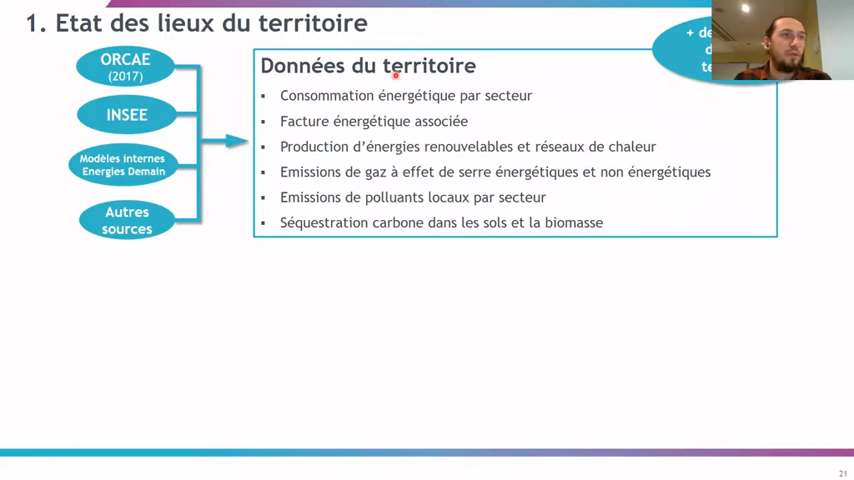 1. Etat des lieux du territoire
ORCAE
(2017)
INSEE
Modèles internes
Energies Demain
Autres
sources
Données du territoire
▪ Consommation énergétique par secteur
▪ Facture énergétique associée
▪ Production d’énergies renouvelables et réseaux de chaleur
▪ Emissions de gaz à effet de serre énergétiques et non énergétiques
▪ Emissions de polluants locaux par secteur
▪ Séquestration carbone dans les sols et la biomasse
+
21